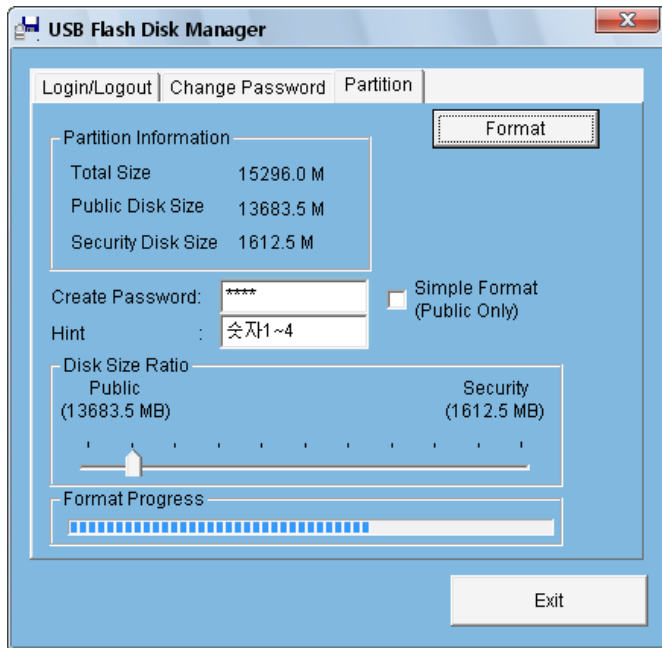 USB Flash Disk Manager
X
Login/Logout Change Password Partition
Format
Partition Information
Total Size 15296.0 M
Public Disk Size 13683.5 M
Security Disk Size 1612.5 M
Create Password: ****
Simple Format
(Public Only)
Hint : 숫자1~4
Disk Size Ratio
Public Security
(13683.5 MB) (1612.5 MB)
Format Progress
Exit